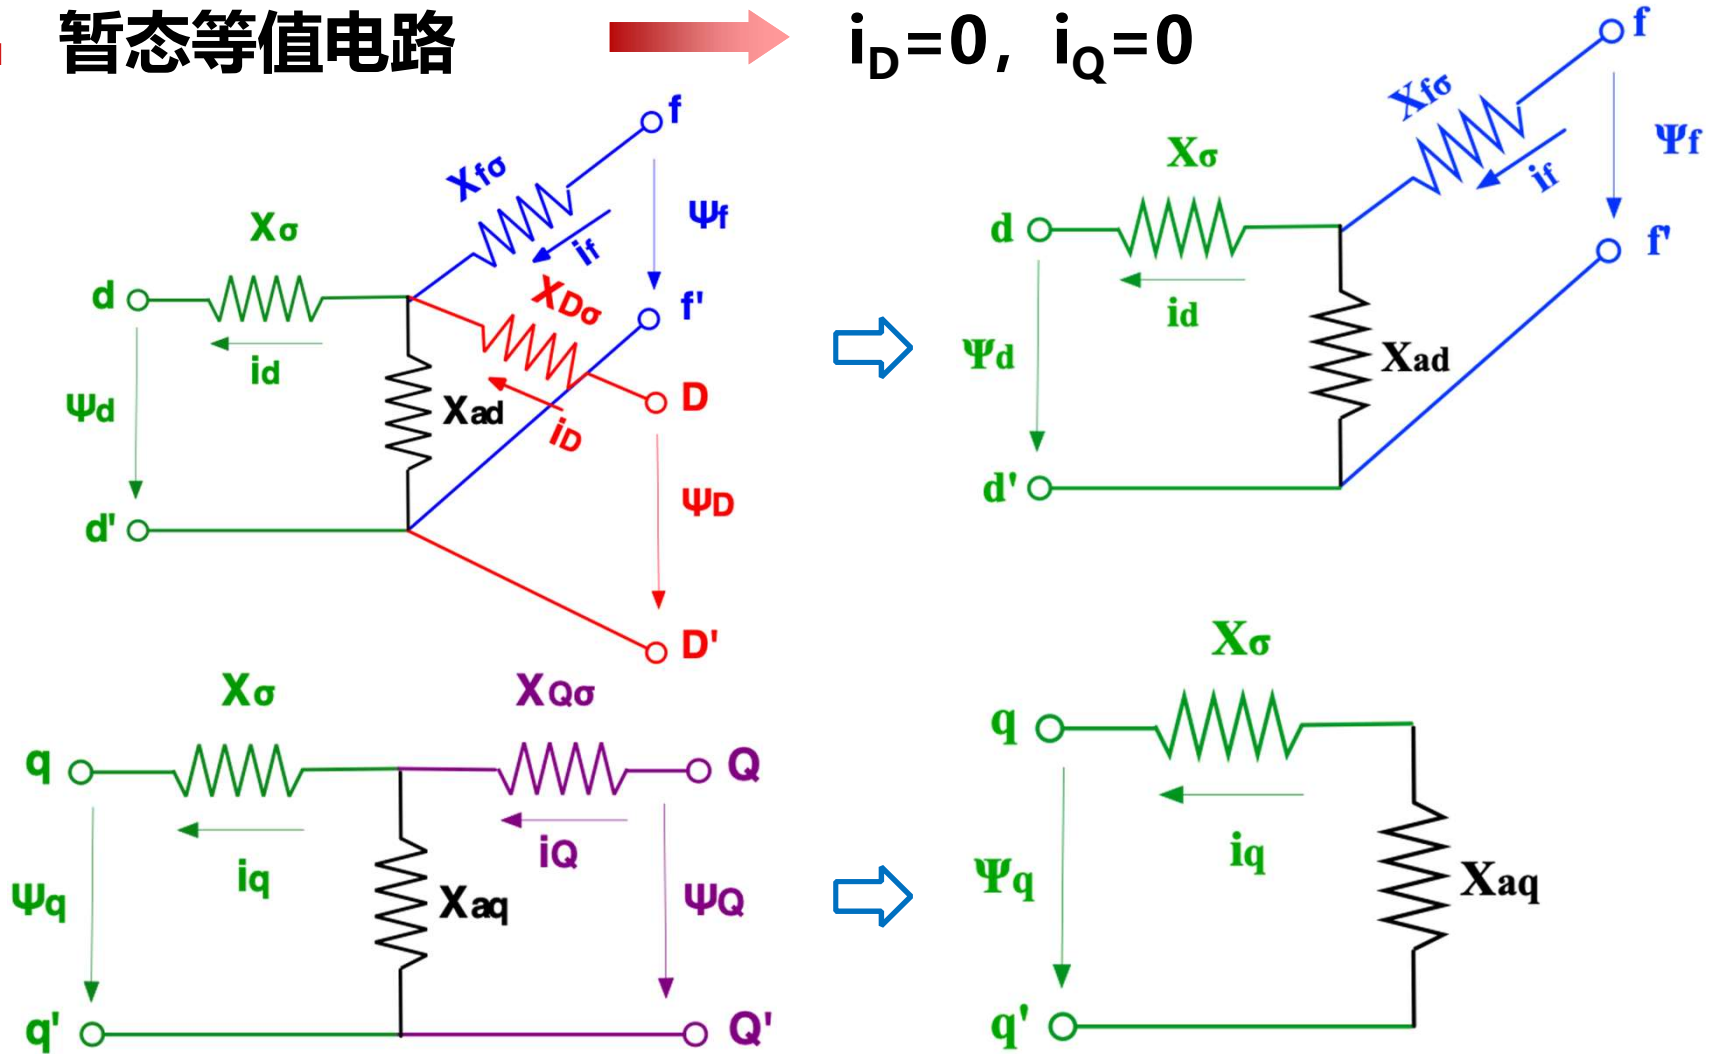 暂态等值电路
iD=0, iQ=0
f
Xfσ
if
Ψf
f'
Xσ
d
id
Ψd
d'
Xad
XDσ
iD
D
ΨD
D'
f
Xfσ
if
Ψf
f'
Xσ
d
id
Ψd
Xad
d'
Xσ
XQσ
q
Q
iq
iQ
Ψq
Xaq
ΨQ
q'
Q'
Xσ
q
iq
Ψq
Xaq
q'